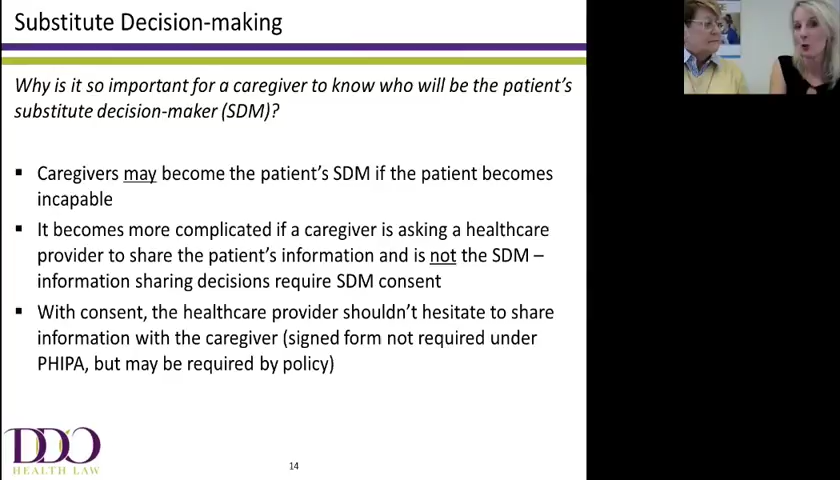 Substitute Decision-making
Why is it so important for a caregiver to know who will be the patient’s
substitute decision-maker (SDM)?
▪ Caregivers may become the patient’s SDM if the patient becomes
incapable
▪ It becomes more complicated if a caregiver is asking a healthcare
provider to share the patient’s information and is not the SDM –
information sharing decisions require SDM consent
▪ With consent, the healthcare provider shouldn’t hesitate to share
information with the caregiver (signed form not required under
PHIPA, but may be required by policy)
DDO
HEALTH LAW
14